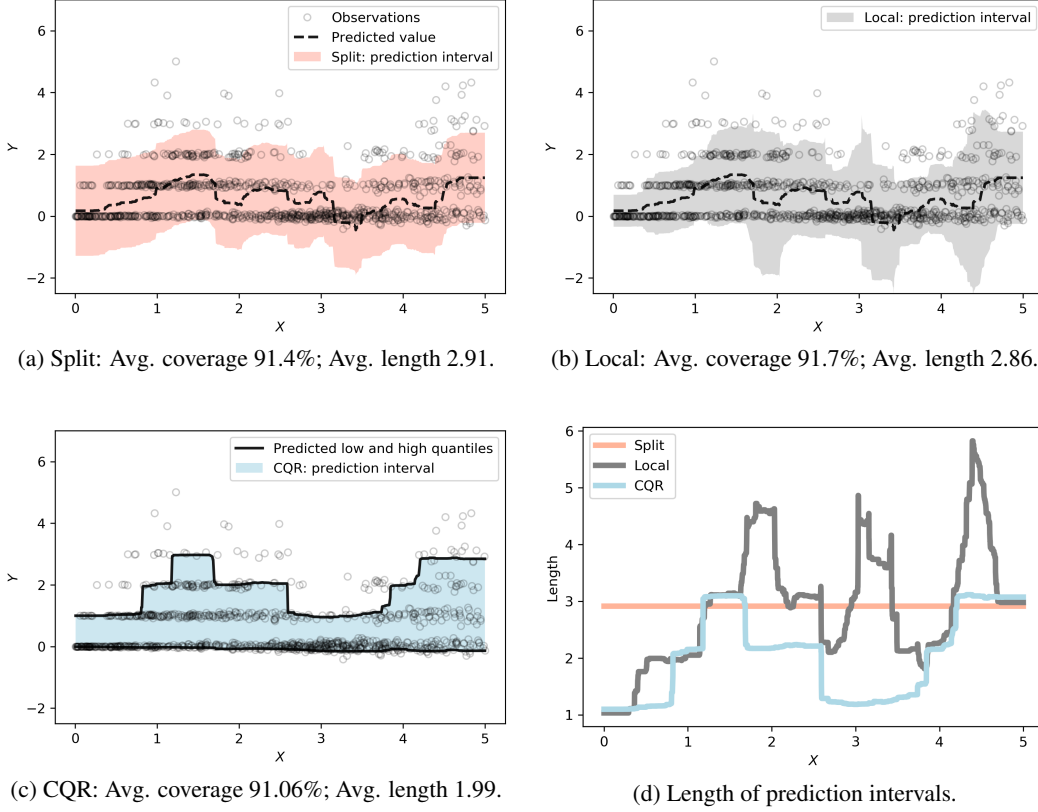 Observations
Predicted value
Split: prediction interval
6
4
2
0
−2
Y
0 1 2 3 4 5
X
(a) Split: Avg. coverage 91.4%; Avg. length 2.91.
Local: prediction interval
6
4
2
0
−2
Y
0 1 2 3 4 5
X
(b) Local: Avg. coverage 91.7%; Avg. length 2.86.
Predicted low and high quantiles
CQR: prediction interval
6
4
2
0
−2
Y
0 1 2 3 4 5
X
(c) CQR: Avg. coverage 91.06%; Avg. length 1.99.
Split
Local
CQR
6
5
4
3
2
1
Length
0 1 2 3 4 5
X
(d) Length of prediction intervals.